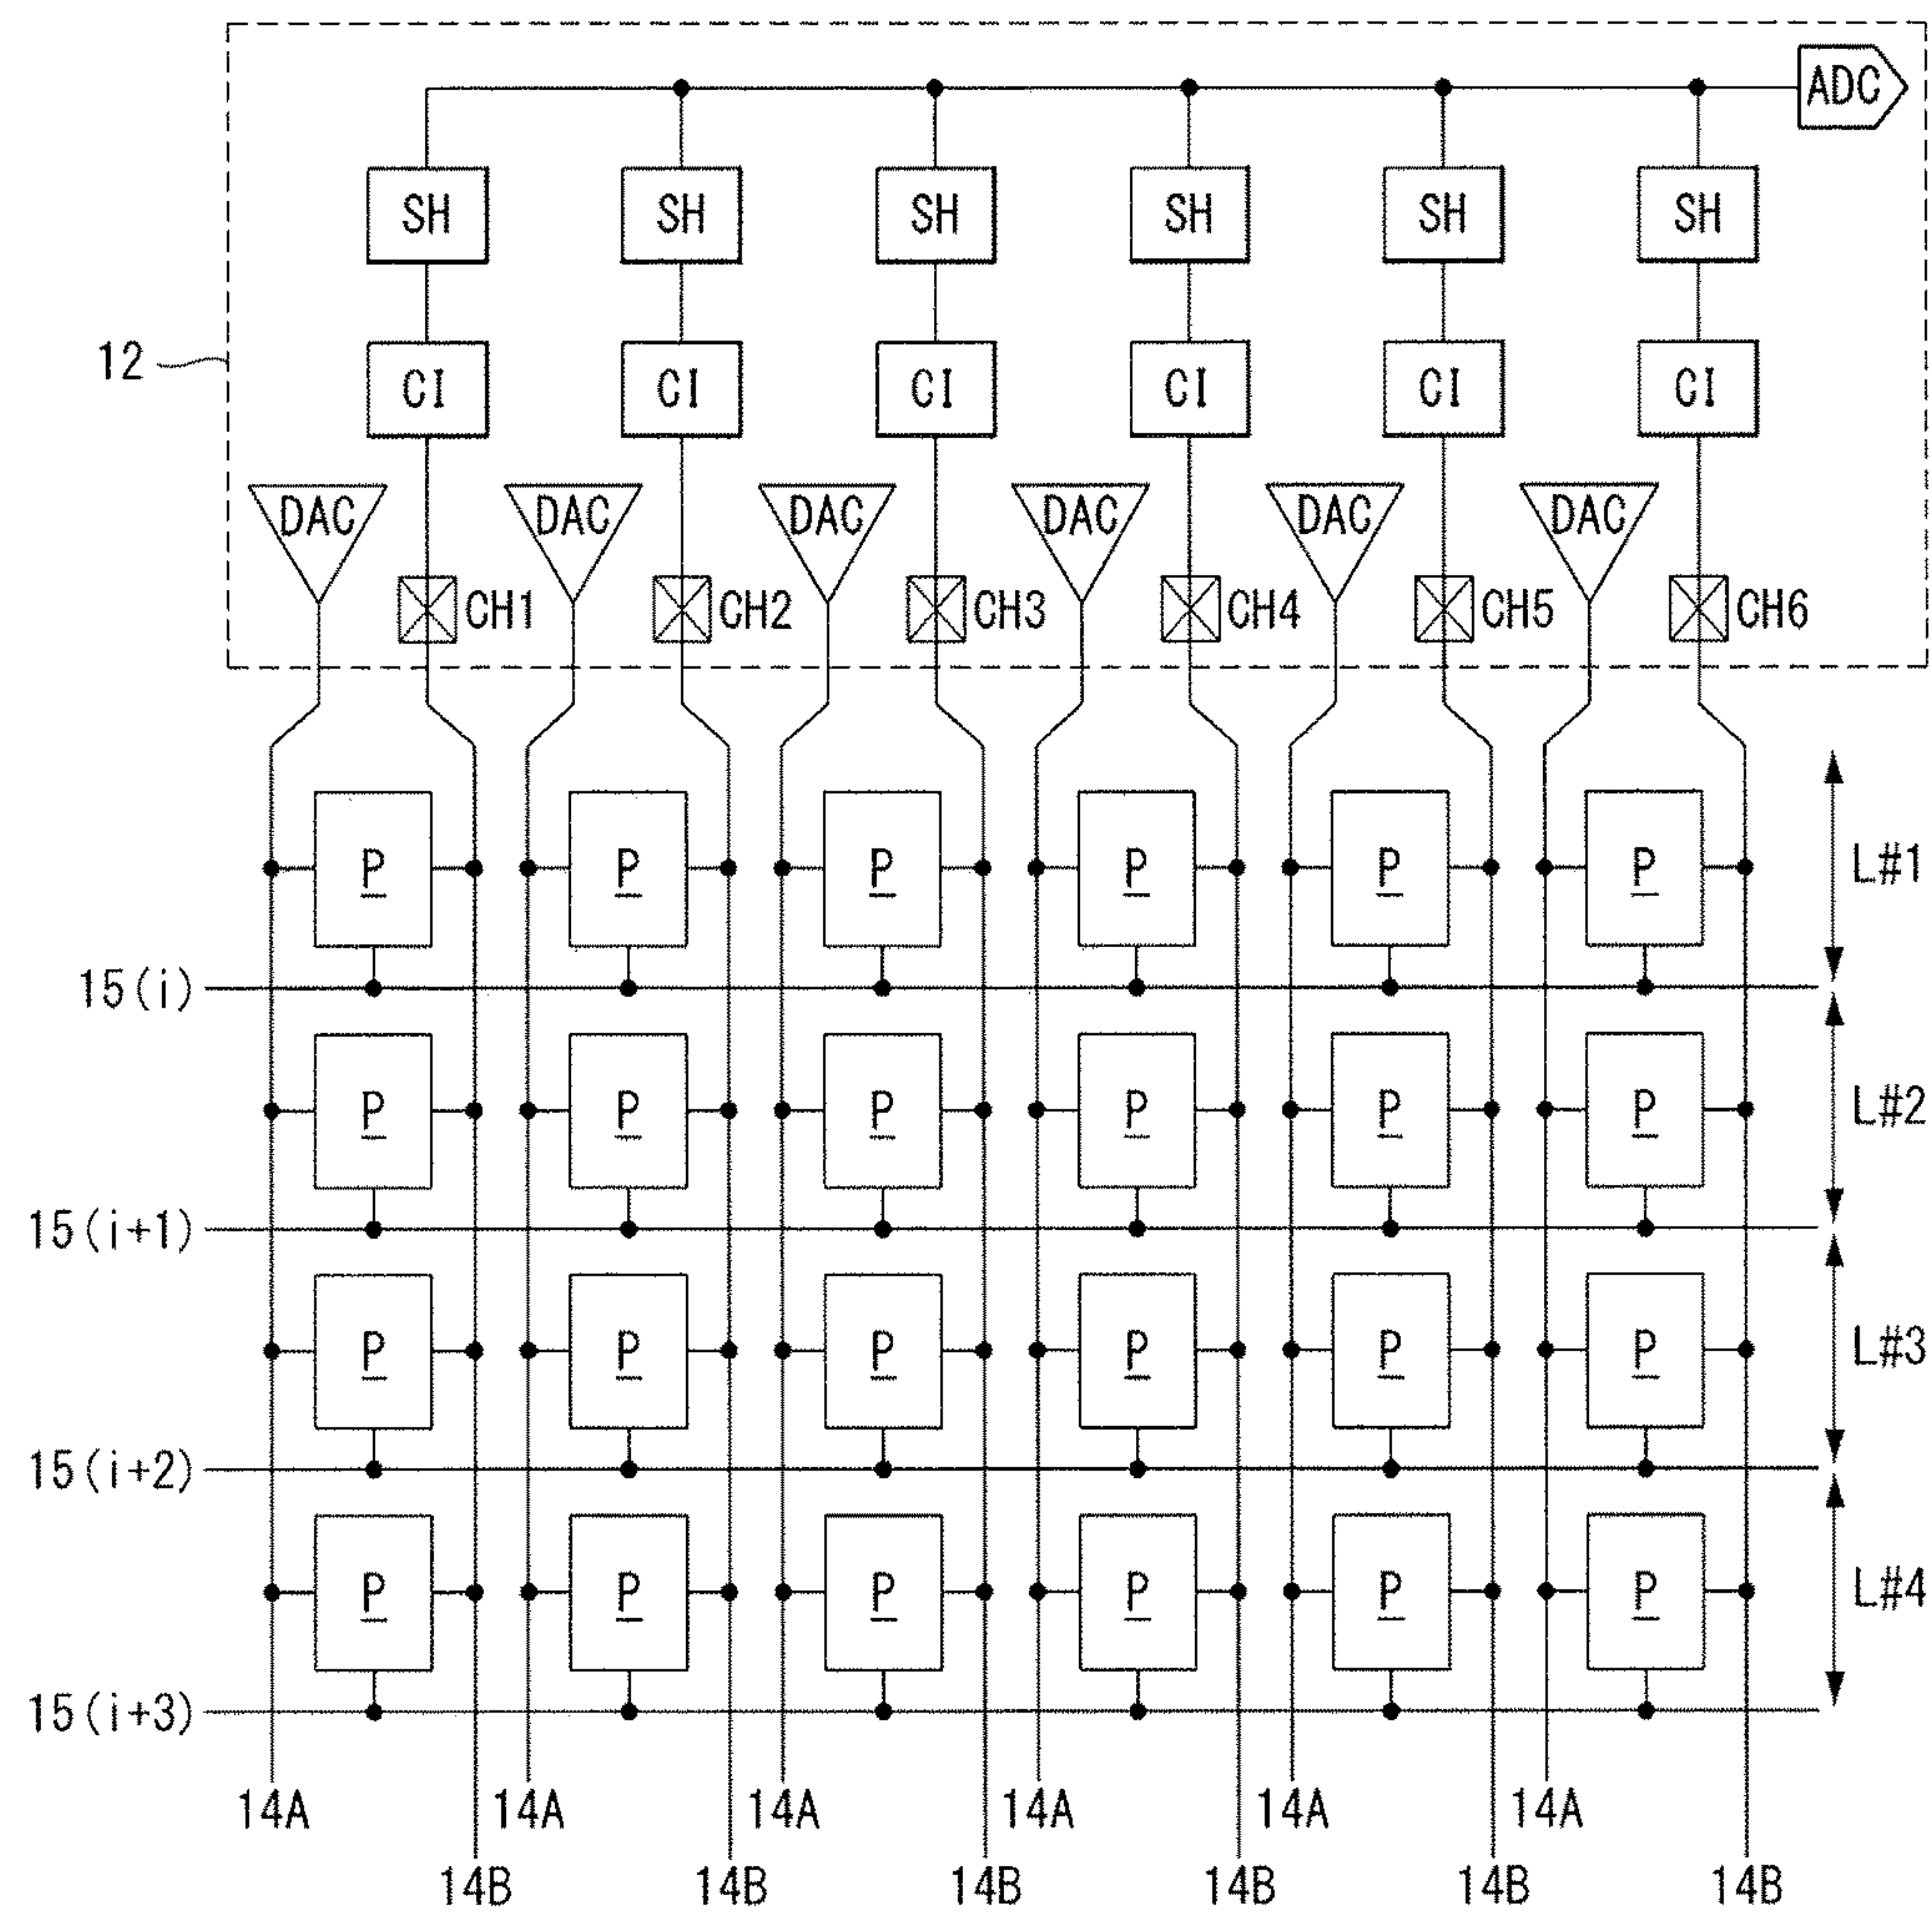 ADC
SH SH SH SH SH SH
12
CI CI CI CI CI CI
DAC DAC DAC DAC DAC DAC
CH1 CH2 CH3 CH4 CH5 CH6
P P P P P P L#1
15(i)
P P P P P P L#2
15(i+1)
P P P P P P L#3
15(i+2)
P P P P P P L#4
15(i+3)
14A 14A 14A 14A 14A 14A
14B 14B 14B 14B 14B 14B